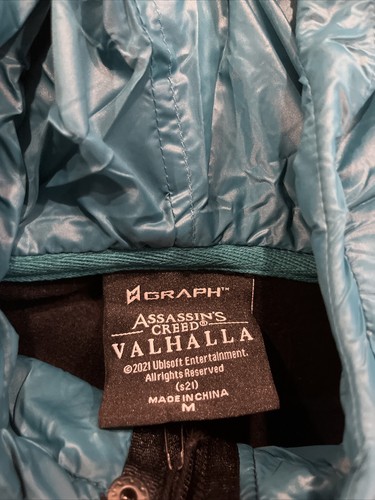 GRAPH™
ASSASSIN'S
CREED®
VALHALLA
©2021 Ubisoft Entertainment.
All rights Reserved
(s21)
MADE IN CHINA
M